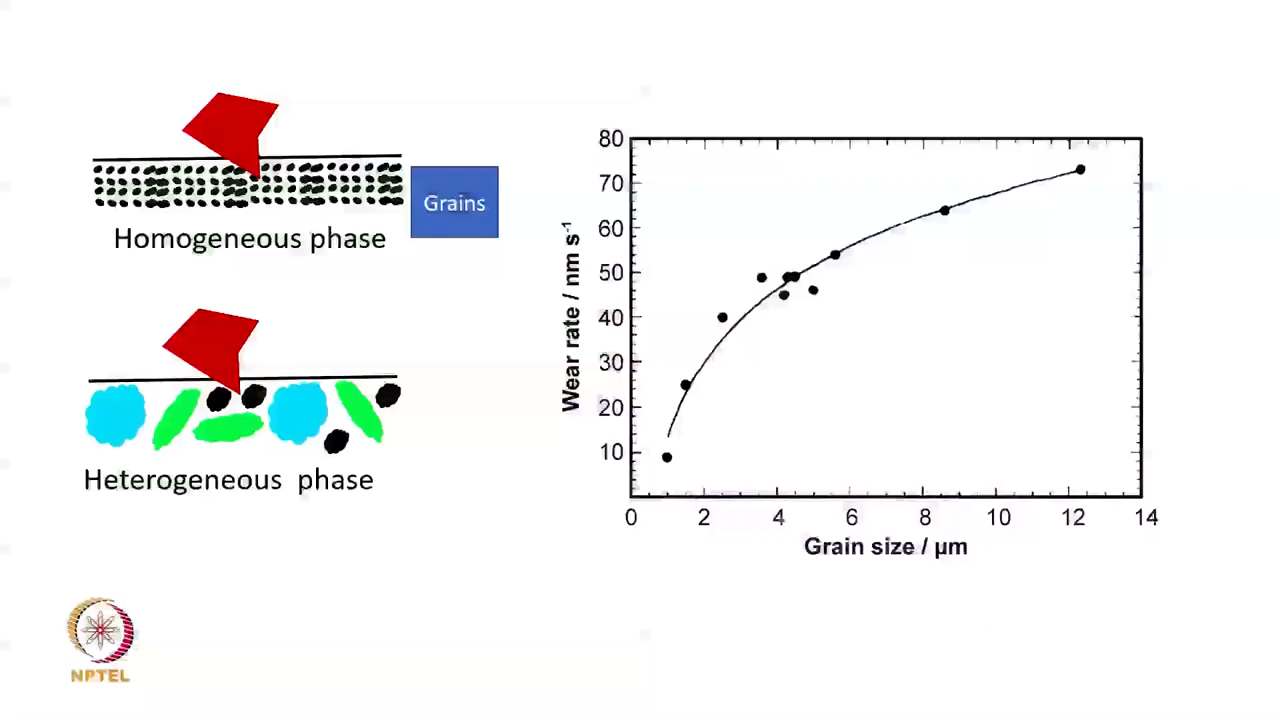 Grains
Homogeneous phase
Heterogeneous phase
80
70
60
50
40
30
20
10
Wear rate / nm s⁻¹
0 2 4 6 8 10 12 14
Grain size / µm
NPTEL